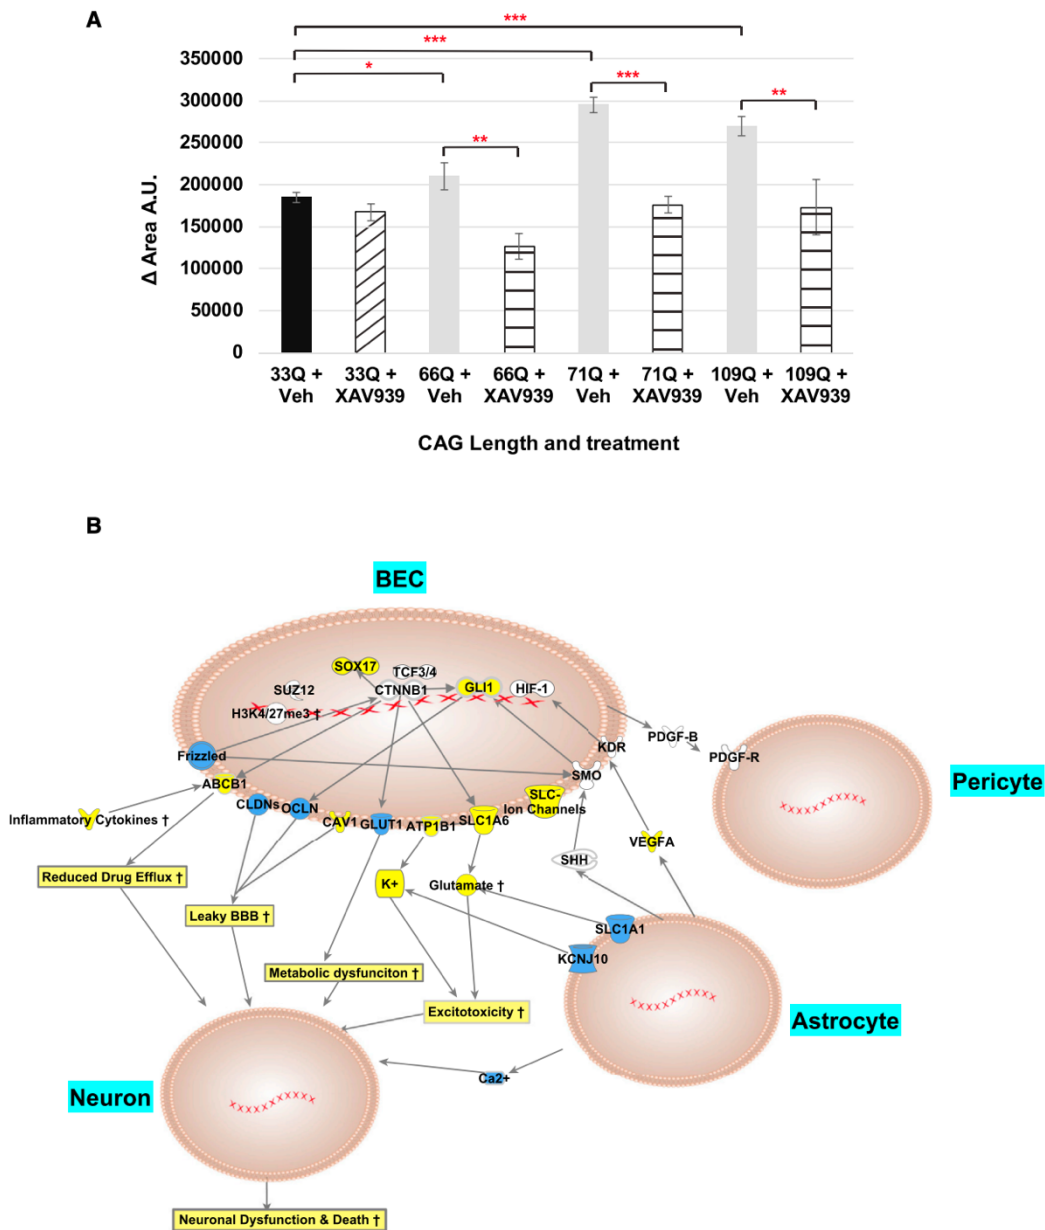 A
***
***
*
**
***
**
350000
300000
250000
200000
150000
100000
50000
0
Δ Area A.U.
33Q + Veh
33Q + XAV939
66Q + Veh
66Q + XAV939
71Q + Veh
71Q + XAV939
109Q + Veh
109Q + XAV939
CAG Length and treatment
B
BEC
SOX17
TCF3/4
CTNNB1
GLI1
HIF-1
SUZ12
H3K4/27me3 †
Frizzled
ABCB1
CLDNs
OCLN
CAV1
GLUT1
ATP1B1
SLC1A6
SLC-
Ion Channels
SMO
KDR
PDGF-B
PDGF-R
Pericyte
Inflammatory Cytokines †
VEGFA
SHH
Reduced Drug Efflux †
K+
Glutamate †
Leaky BBB †
SLC1A1
KCNJ10
Metabolic dysfunciton †
Excitotoxicity †
Astrocyte
Ca2+
Neuron
Neuronal Dysfunction & Death †